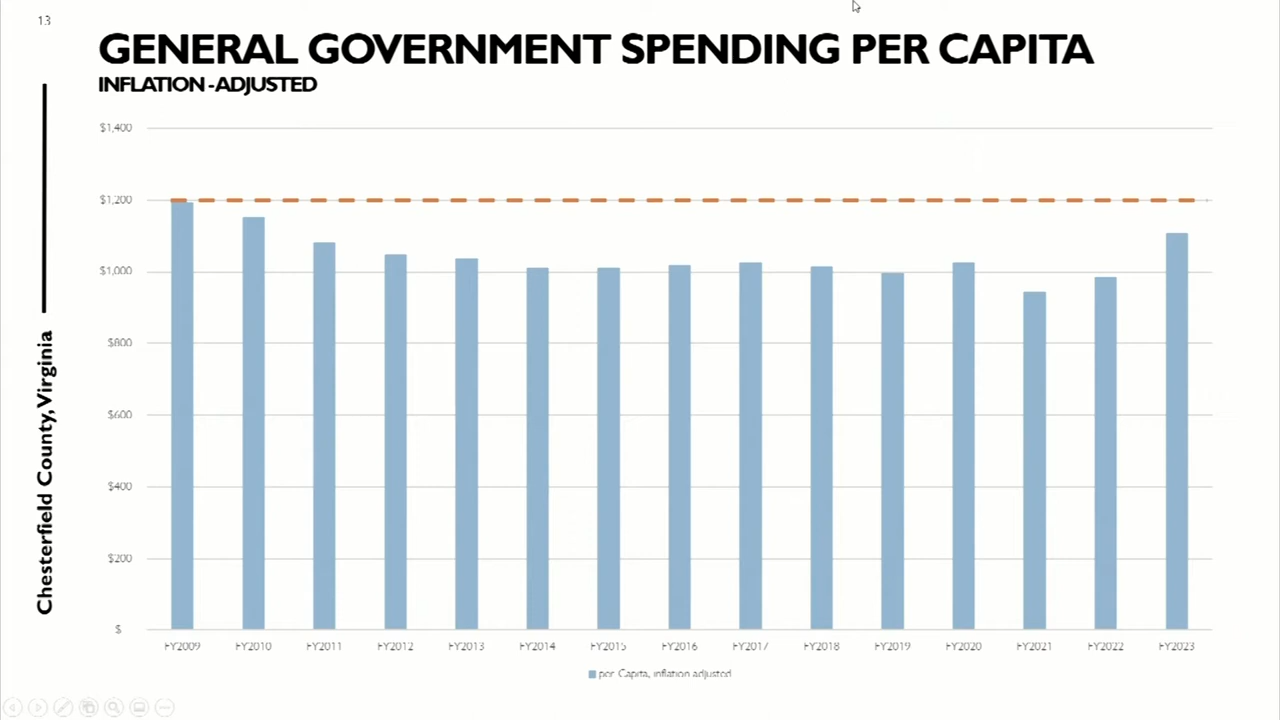 13
GENERAL GOVERNMENT SPENDING PER CAPITA
INFLATION -ADJUSTED
Chesterfield County, Virginia
$1,400
$1,200
$1,000
$800
$600
$400
$200
$
FY2009 FY2010 FY2011 FY2012 FY2013 FY2014 FY2015 FY2016 FY2017 FY2018 FY2019 FY2020 FY2021 FY2022 FY2023
per Capita, inflation adjusted